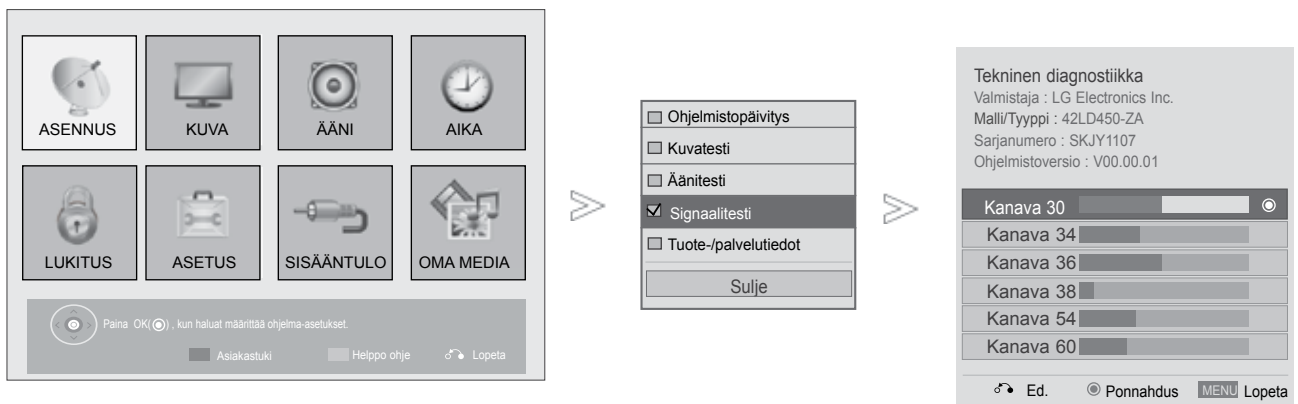 ASENNUS
KUVA
ÄÄNI
AIKA
LUKITUS
ASETUS
SISÄÄNTULO
OMA MEDIA
Paina OK(◉) , kun haluat määrittää ohjelma-asetukset.
Asiakastuki
Helppo ohje
Lopeta
Ohjelmistopäivitys
Kuvatesti
Äänitesti
Signaalitesti
Tuote-/palvelutiedot
Sulje
Tekninen diagnostiikka
Valmistaja : LG Electronics Inc.
Malli/Tyyppi : 42LD450-ZA
Sarjanumero : SKJY1107
Ohjelmistoversio : V00.00.01
Kanava 30
Kanava 34
Kanava 36
Kanava 38
Kanava 54
Kanava 60
Ed.
Ponnahdus
MENU Lopeta